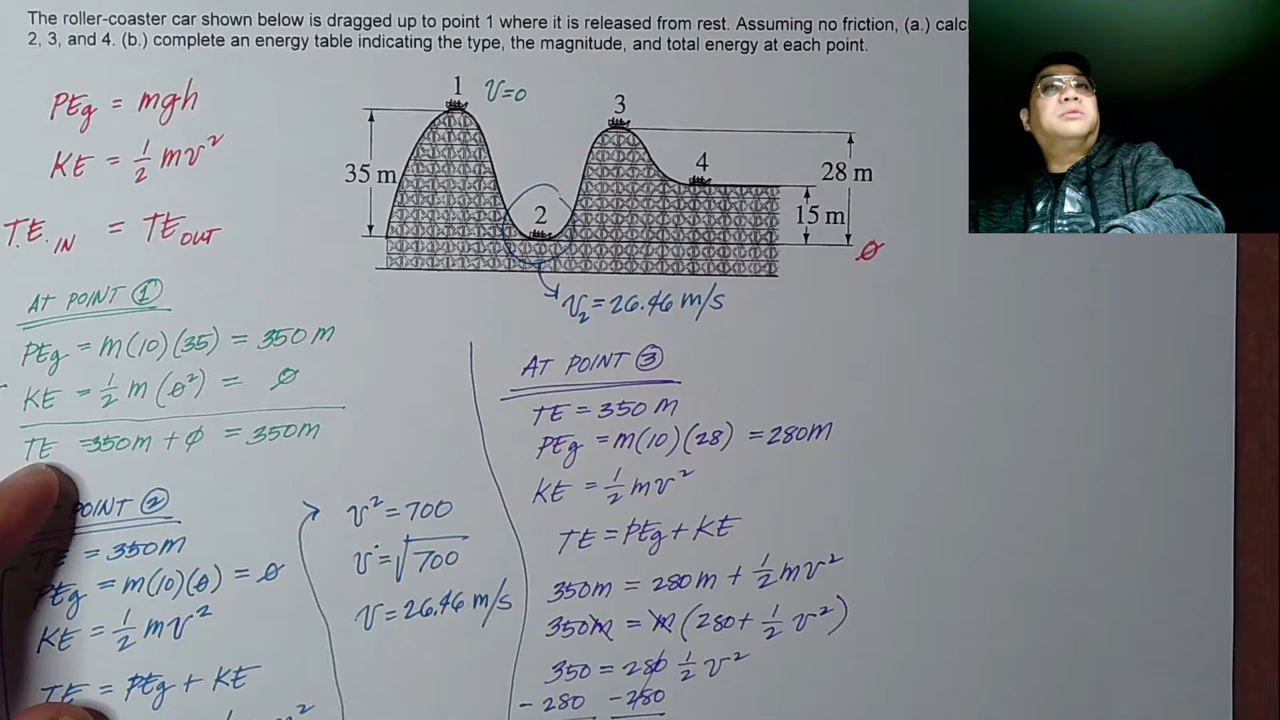 The roller-coaster car shown below is dragged up to point 1 where it is released from rest. Assuming no friction, (a.) calc
2, 3, and 4. (b.) complete an energy table indicating the type, the magnitude, and total energy at each point.
PEg = mgh
KE = 1/2 mv²
T.E. IN = TE OUT
1 v=0
3
35 m
4
28 m
2
15 m
0
v₂ = 26.46 m/s
AT POINT ①
PEg = m(10)(35) = 350m
KE = 1/2 m(0²) = 0
TE = 350m + 0 = 350m
POINT ②
TE = 350m
PEg = m(10)(0) = 0
KE = 1/2 mv²
TE = PEg + KE
v² = 700
v = √700
v = 26.46 m/s
AT POINT ③
TE = 350m
PEg = m(10)(28) = 280m
KE = 1/2 mv²
TE = PEg + KE
350m = 280m + 1/2 mv²
350m = m(280 + 1/2 v²)
350 = 280 1/2 v²
- 280 - 280